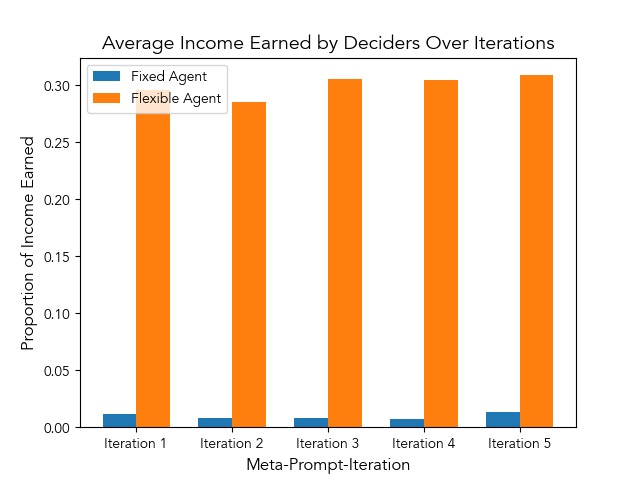 Average Income Earned by Deciders Over Iterations
Fixed Agent
Flexible Agent
Proportion of Income Earned
0.30
0.25
0.20
0.15
0.10
0.05
0.00
Iteration 1
Iteration 2
Iteration 3
Iteration 4
Iteration 5
Meta-Prompt-Iteration